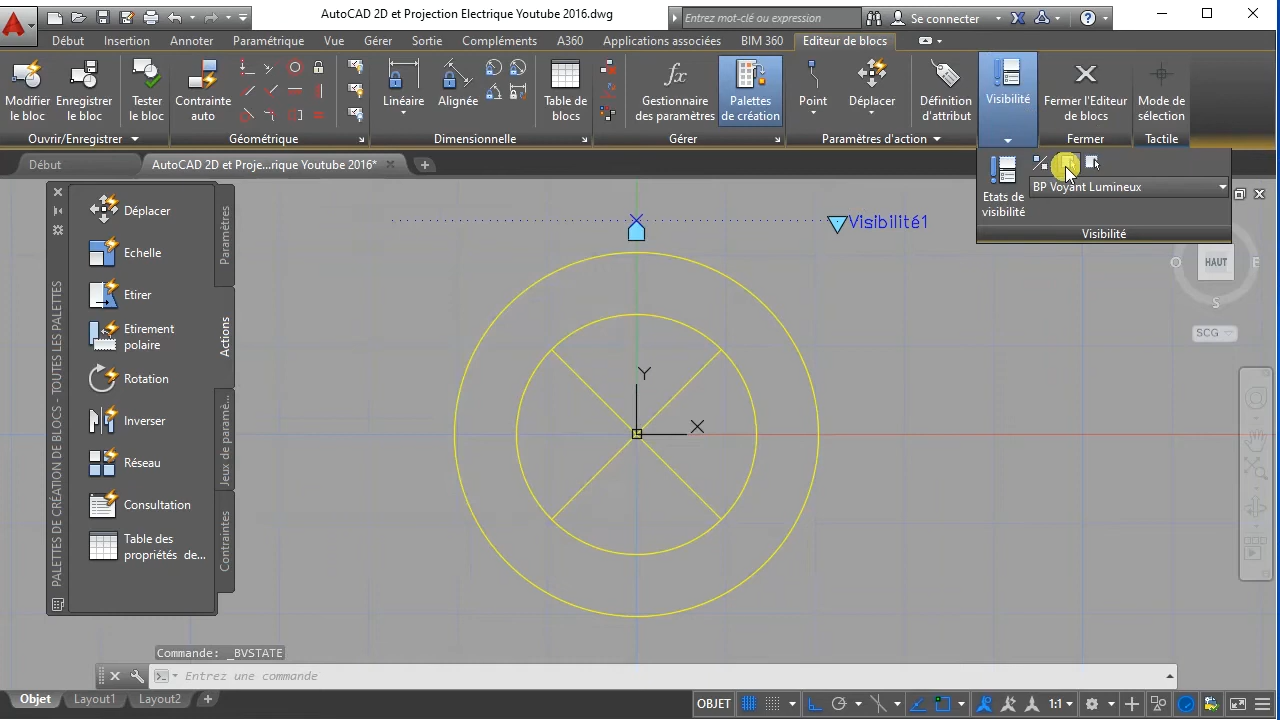 AutoCAD 2D et Projection Electrique Youtube 2016.dwg
Entrez mot-clé ou expression
Se connecter
Début
Insertion
Annoter
Paramétrique
Vue
Gérer
Sortie
Compléments
A360
Applications associées
BIM 360
Editeur de blocs
Modifier
le bloc
Enregistrer
le bloc
Tester
le bloc
Contrainte
auto
Linéaire
Alignée
Table de
blocs
Gestionnaire
des paramètres
Palettes
de création
Point
Déplacer
Définition
d'attribut
Visibilité
Fermer l'Editeur
de blocs
Mode de
sélection
Ouvrir/Enregistrer
Géométrique
Dimensionnelle
Gérer
Paramètres d'action
Fermer
Tactile
Début
AutoCAD 2D et Proje...rique Youtube 2016*
Etats de
visibilité
BP Voyant Lumineux
Visibilité
Déplacer
Echelle
Etirer
Etirement
polaire
Rotation
Inverser
Réseau
Consultation
Table des
propriétés de...
Paramètres
Actions
Jeux de paramè...
Contraintes
PALETTES DE CRÉATION DE BLOCS - TOUTES LES PALETTES
Visibilité1
Y
X
O
HAUT
E
S
SCG
Commande: _BVSTATE
Entrez une commande
Objet
Layout1
Layout2
OBJET
1:1